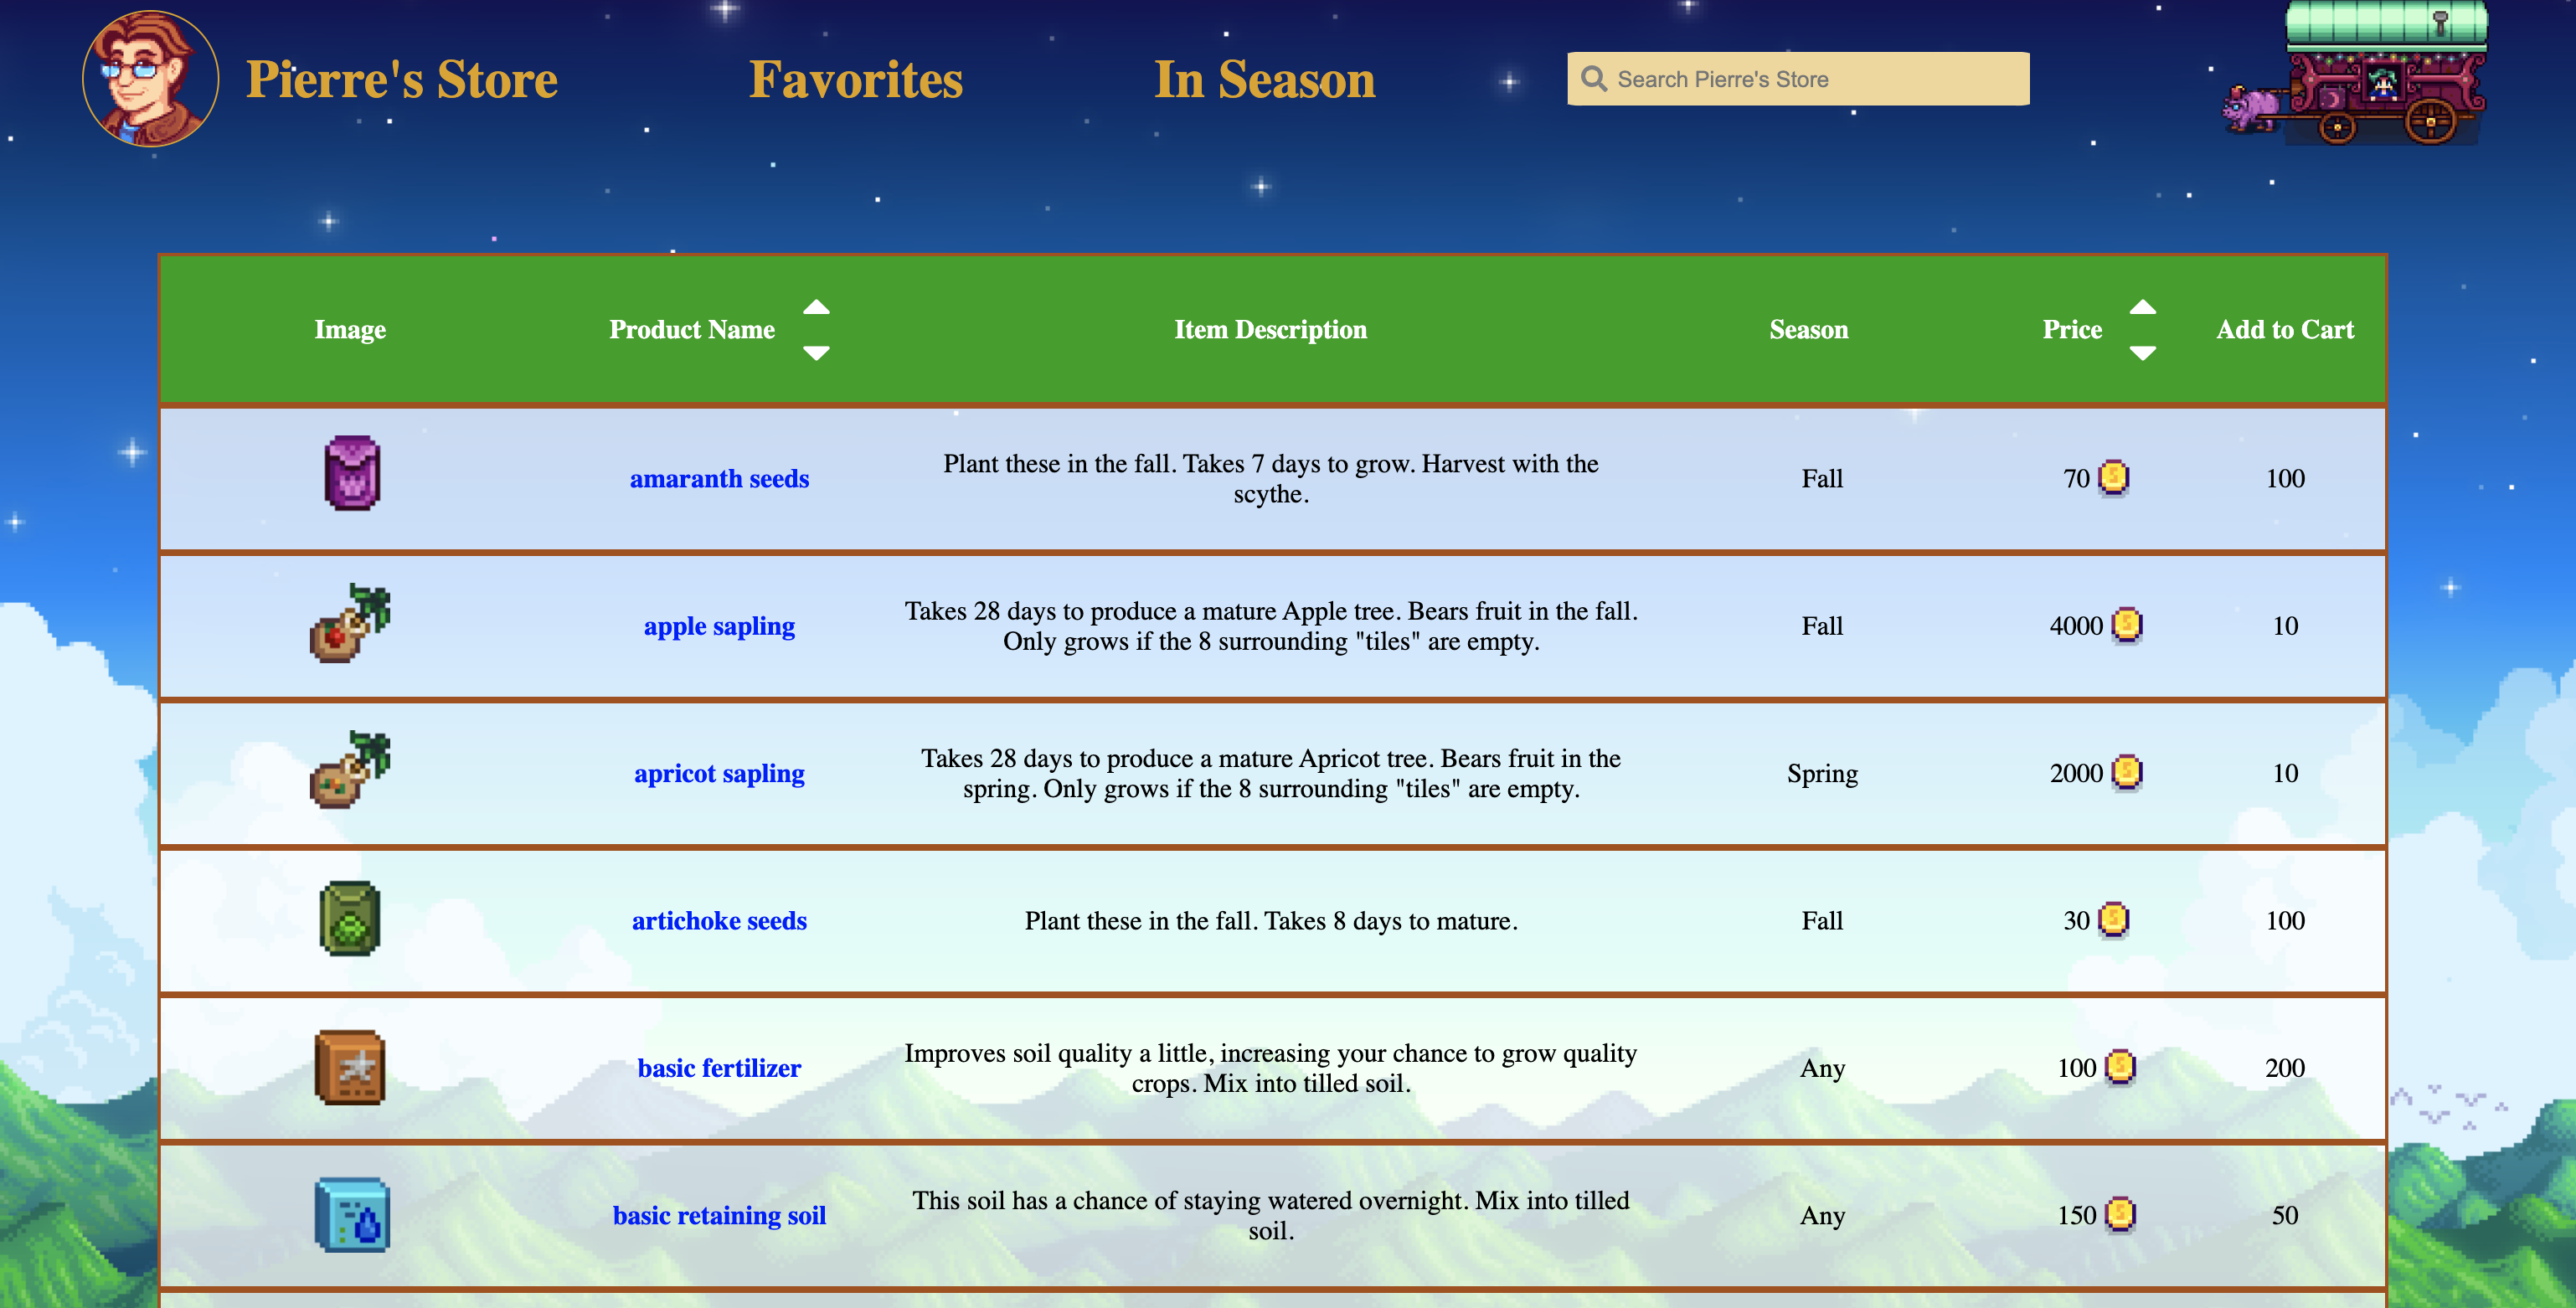 Pierre's Store
Favorites
In Season
Search Pierre's Store
Image
Product Name
Item Description
Season
Price
Add to Cart
amaranth seeds
Plant these in the fall. Takes 7 days to grow. Harvest with the
scythe.
Fall
70
100
apple sapling
Takes 28 days to produce a mature Apple tree. Bears fruit in the fall.
Only grows if the 8 surrounding "tiles" are empty.
Fall
4000
10
apricot sapling
Takes 28 days to produce a mature Apricot tree. Bears fruit in the
spring. Only grows if the 8 surrounding "tiles" are empty.
Spring
2000
10
artichoke seeds
Plant these in the fall. Takes 8 days to mature.
Fall
30
100
basic fertilizer
Improves soil quality a little, increasing your chance to grow quality
crops. Mix into tilled soil.
Any
100
200
basic retaining soil
This soil has a chance of staying watered overnight. Mix into tilled
soil.
Any
150
50